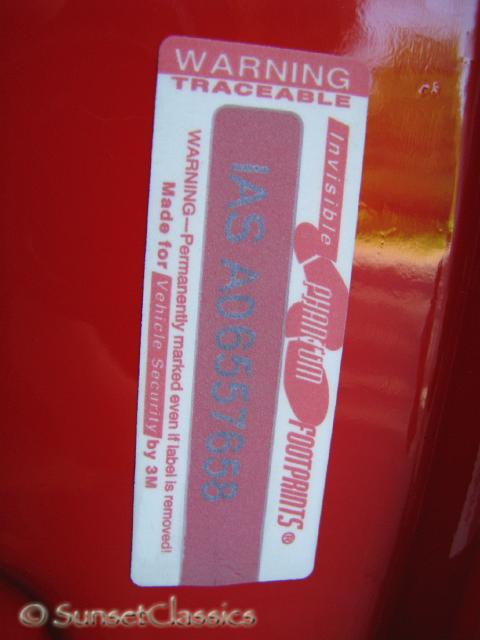 WARNING
TRACEABLE
Invisible
PHANTOM
FOOTPRINTS®
IAS A06557658
WARNING—Permanently marked even if label is removed!
Made for Vehicle Security by 3M
© SunsetClassics